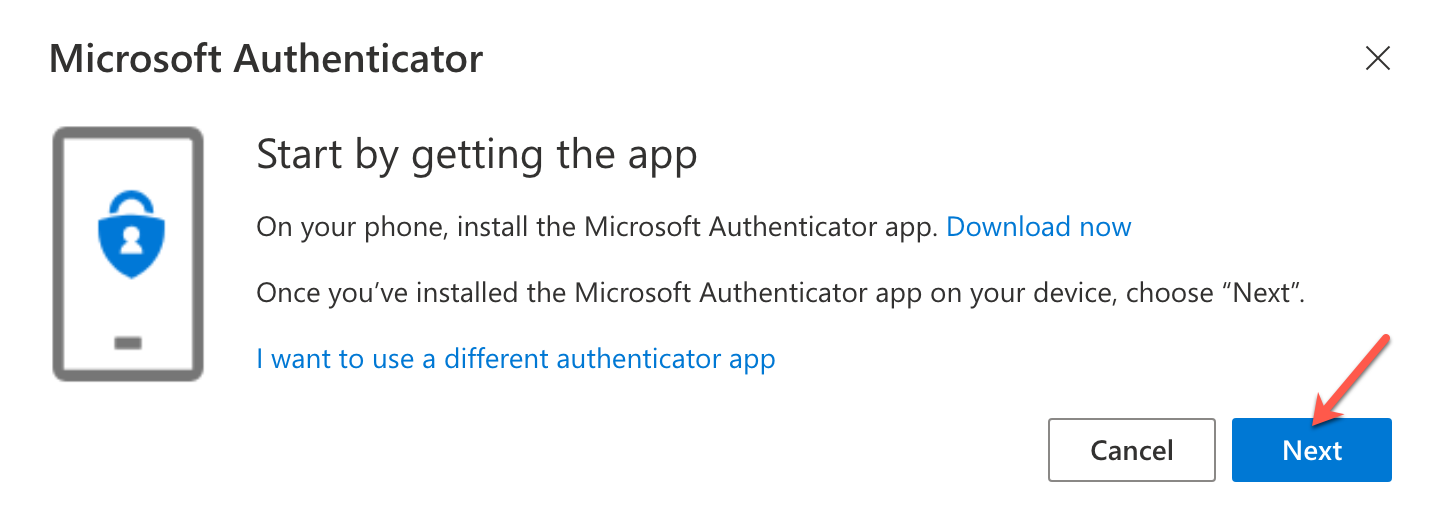 Microsoft Authenticator
Start by getting the app
On your phone, install the Microsoft Authenticator app. Download now
Once you’ve installed the Microsoft Authenticator app on your device, choose “Next”.
I want to use a different authenticator app
Cancel
Next